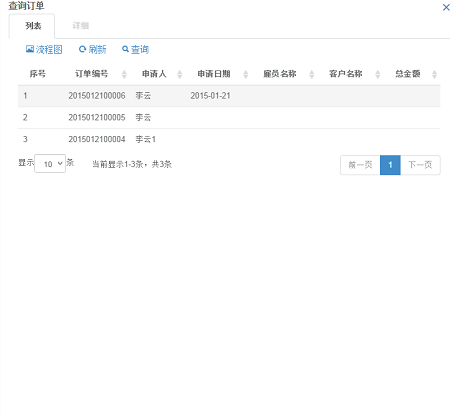 查询订单
列表 详细
流程图 刷新 查询
序号 订单编号 申请人 申请日期 雇员名称 客户名称 总金额
1 2015012100006 李云 2015-01-21
2 2015012100005 李云
3 2015012100004 李云1
显示 10 条 当前显示1-3条，共3条 前一页 1 下一页